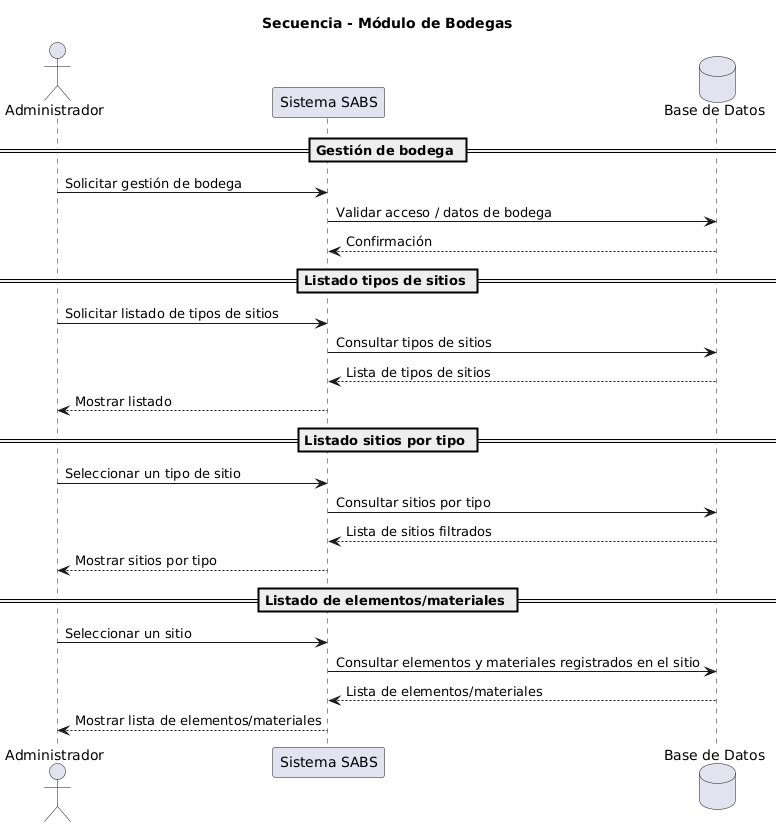 Secuencia - Módulo de Bodegas
Administrador
Sistema SABS
Base de Datos
Gestión de bodega
Solicitar gestión de bodega
Validar acceso / datos de bodega
Confirmación
Listado tipos de sitios
Solicitar listado de tipos de sitios
Consultar tipos de sitios
Lista de tipos de sitios
Mostrar listado
Listado sitios por tipo
Seleccionar un tipo de sitio
Consultar sitios por tipo
Lista de sitios filtrados
Mostrar sitios por tipo
Listado de elementos/materiales
Seleccionar un sitio
Consultar elementos y materiales registrados en el sitio
Lista de elementos/materiales
Mostrar lista de elementos/materiales
Administrador
Sistema SABS
Base de Datos